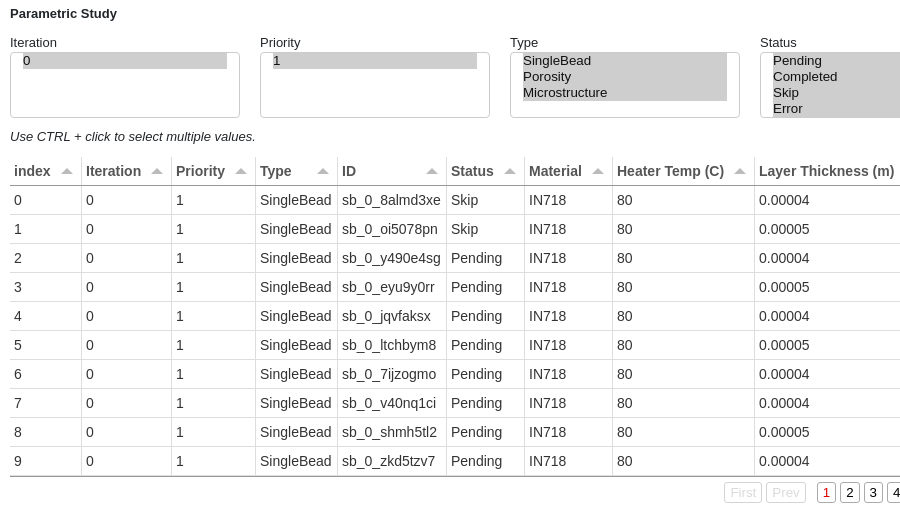 Parametric Study
Iteration Priority Type Status
0 1 SingleBead Pending
Porosity Completed
Microstructure Skip
Error
Use CTRL + click to select multiple values.
index Iteration Priority Type ID Status Material Heater Temp (C) Layer Thickness (m)
0 0 1 SingleBead sb_0_8almd3xe Skip IN718 80 0.00004
1 0 1 SingleBead sb_0_oi5078pn Skip IN718 80 0.00005
2 0 1 SingleBead sb_0_y490e4sg Pending IN718 80 0.00004
3 0 1 SingleBead sb_0_eyu9y0rr Pending IN718 80 0.00005
4 0 1 SingleBead sb_0_jqvfaksx Pending IN718 80 0.00004
5 0 1 SingleBead sb_0_ltchbym8 Pending IN718 80 0.00005
6 0 1 SingleBead sb_0_7ijzogmo Pending IN718 80 0.00004
7 0 1 SingleBead sb_0_v40nq1ci Pending IN718 80 0.00004
8 0 1 SingleBead sb_0_shmh5tl2 Pending IN718 80 0.00005
9 0 1 SingleBead sb_0_zkd5tzv7 Pending IN718 80 0.00004
First Prev 1 2 3 4